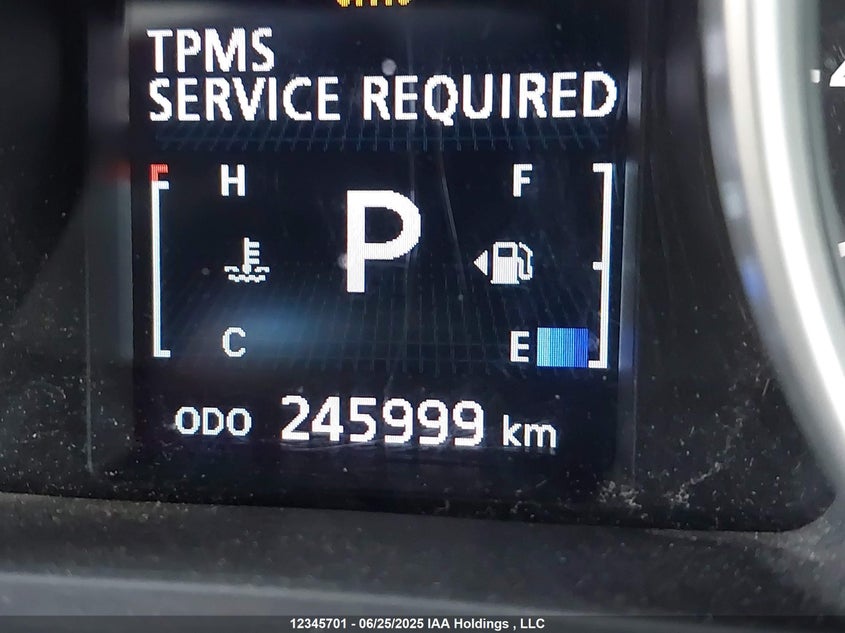 TPMS
SERVICE REQUIRED
H F
P
C E
ODO 245999 km
12345701 - 06/25/2025 IAA Holdings , LLC